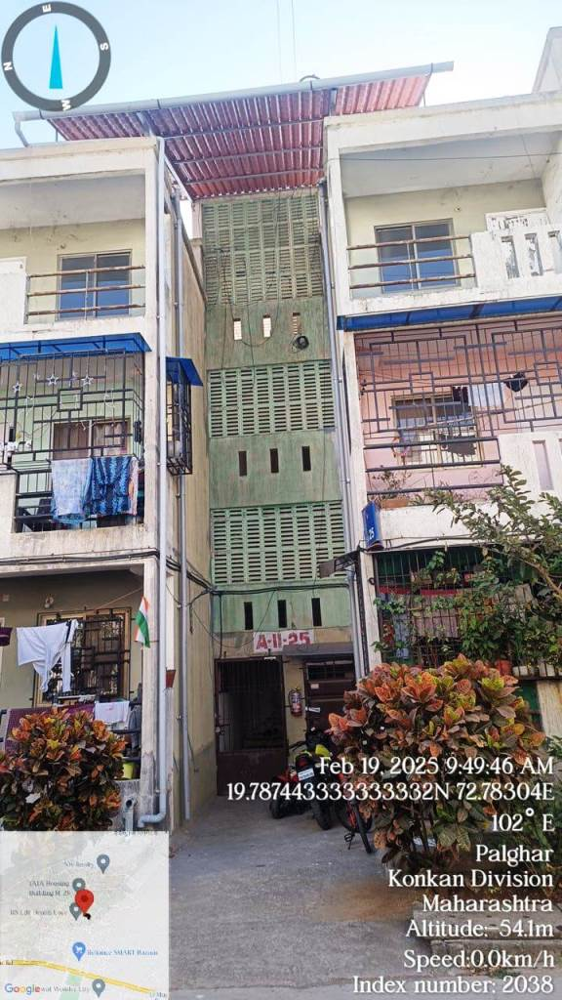 N
E
S
W
25
A-II-25
Feb 19, 2025 9:49:46 AM
19.787443333333332N 72.78304E
102° E
Palghar
Konkan Division
Maharashtra
Altitude: 54.1m
Speed:0.0km/h
Index number: 2038
TATA Housing
Reliance SMART Bazaar
Google